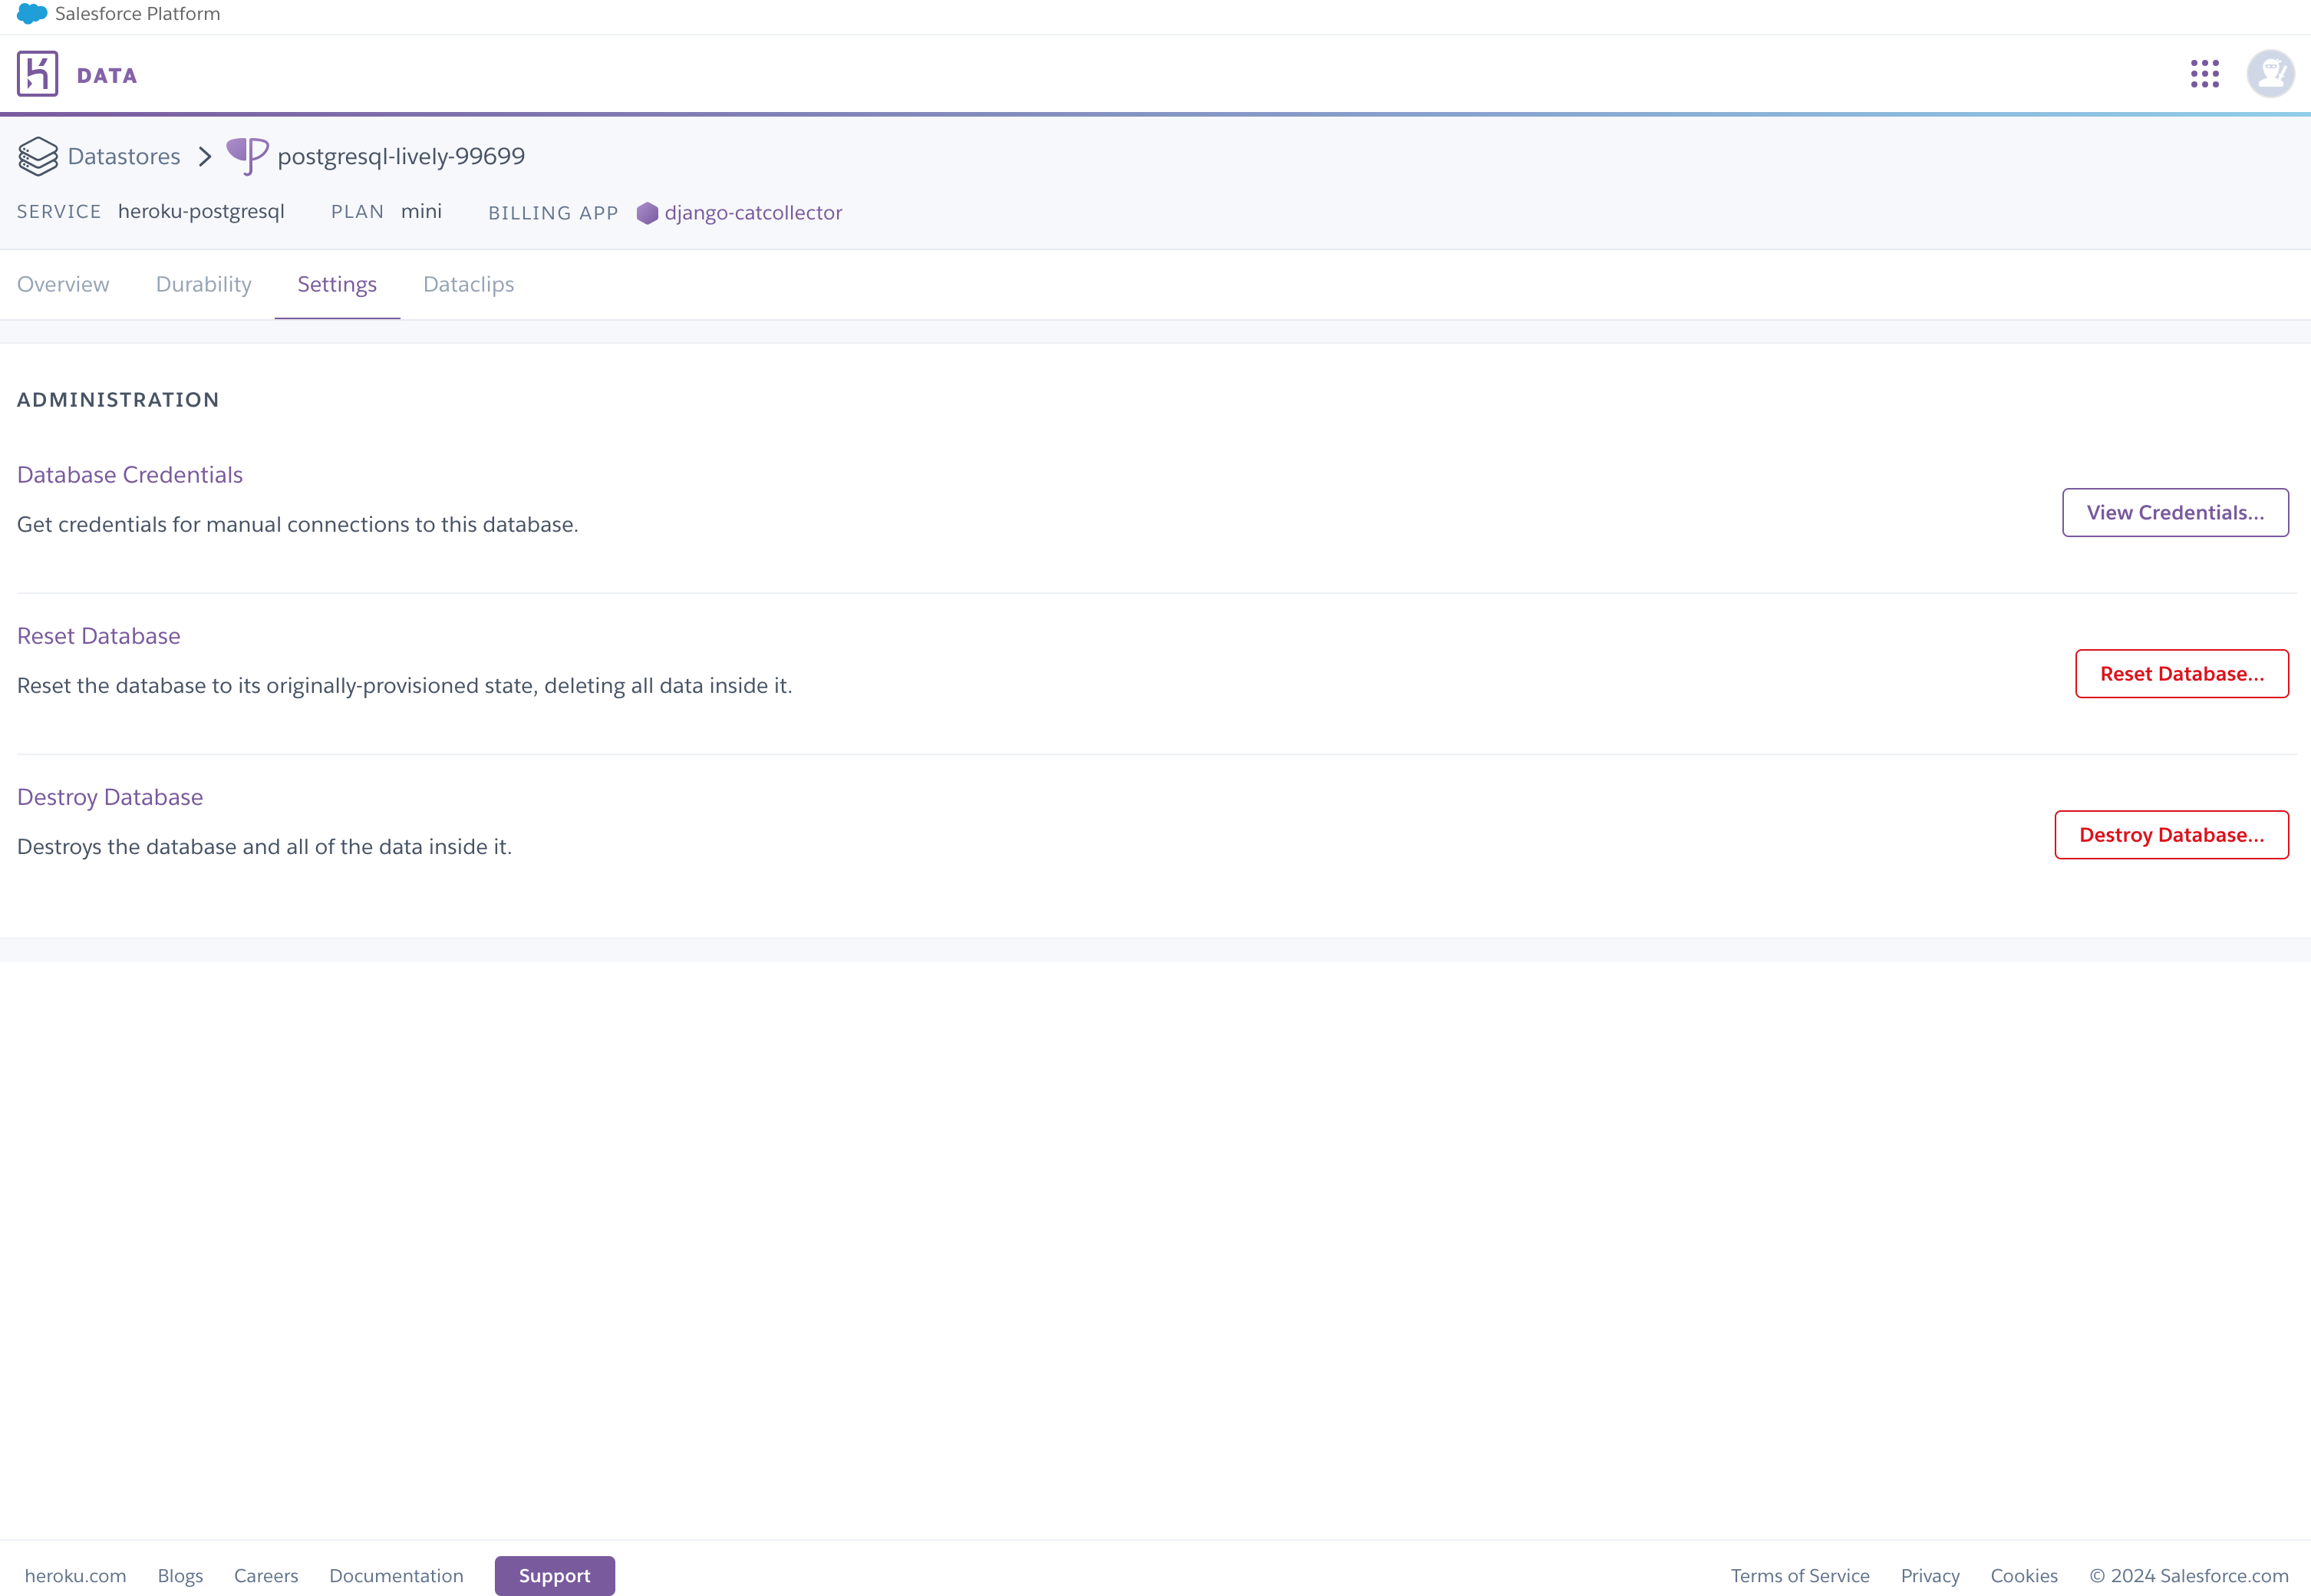 Salesforce Platform
DATA
Datastores postgresql-lively-99699
SERVICE heroku-postgresql PLAN mini BILLING APP django-catcollector
Overview Durability Settings Dataclips
ADMINISTRATION
Database Credentials
Get credentials for manual connections to this database.
View Credentials...
Reset Database
Reset the database to its originally-provisioned state, deleting all data inside it.
Reset Database...
Destroy Database
Destroys the database and all of the data inside it.
Destroy Database...
heroku.com Blogs Careers Documentation Support Terms of Service Privacy Cookies © 2024 Salesforce.com